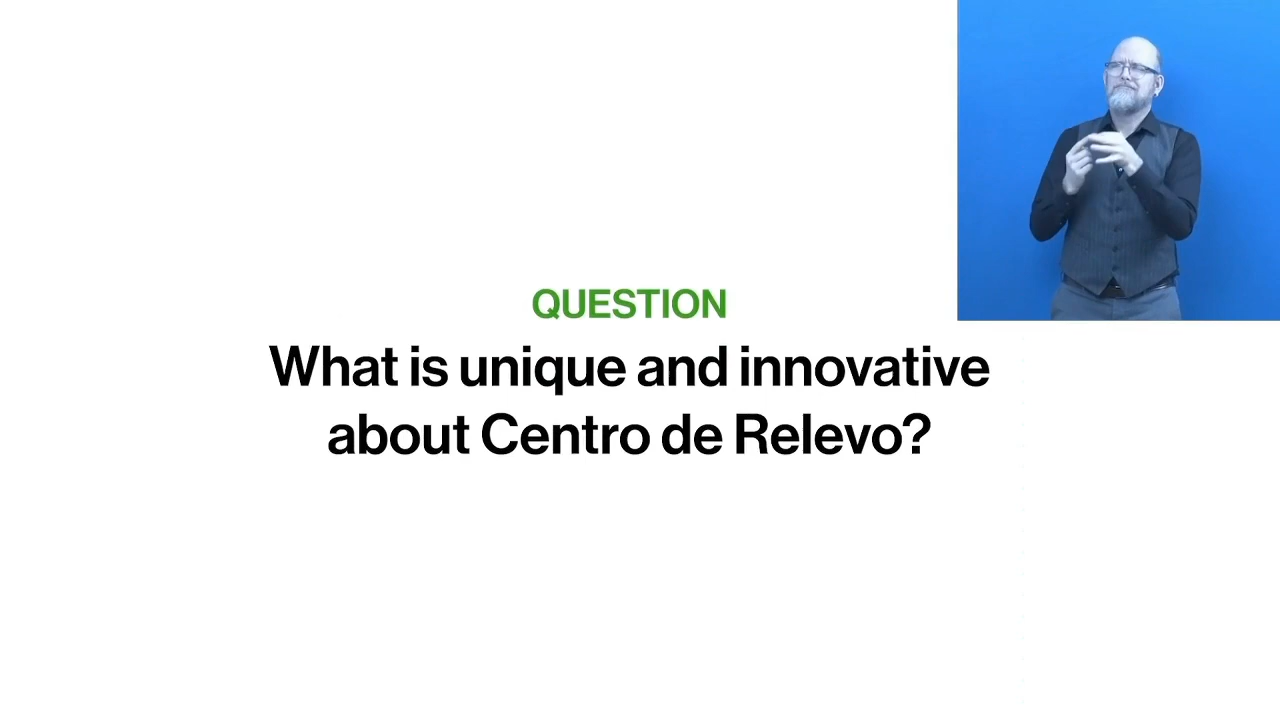 QUESTION
What is unique and innovative
about Centro de Relevo?